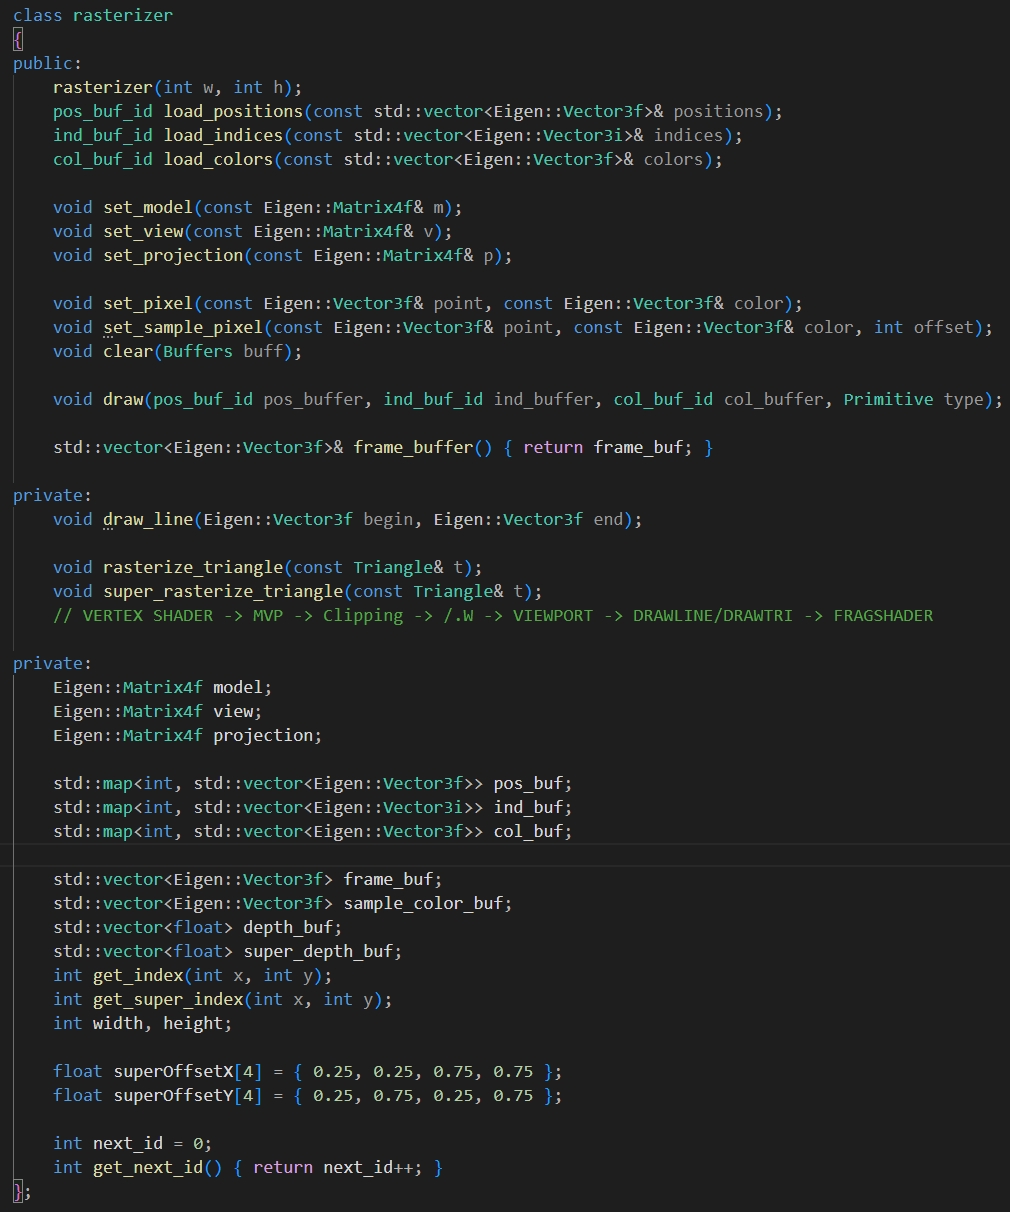 class rasterizer
{
public:
    rasterizer(int w, int h);
    pos_buf_id load_positions(const std::vector<Eigen::Vector3f>& positions);
    ind_buf_id load_indices(const std::vector<Eigen::Vector3i>& indices);
    col_buf_id load_colors(const std::vector<Eigen::Vector3f>& colors);

    void set_model(const Eigen::Matrix4f& m);
    void set_view(const Eigen::Matrix4f& v);
    void set_projection(const Eigen::Matrix4f& p);

    void set_pixel(const Eigen::Vector3f& point, const Eigen::Vector3f& color);
    void set_sample_pixel(const Eigen::Vector3f& point, const Eigen::Vector3f& color, int offset);
    void clear(Buffers buff);

    void draw(pos_buf_id pos_buffer, ind_buf_id ind_buffer, col_buf_id col_buffer, Primitive type);

    std::vector<Eigen::Vector3f>& frame_buffer() { return frame_buf; }

private:
    void draw_line(Eigen::Vector3f begin, Eigen::Vector3f end);

    void rasterize_triangle(const Triangle& t);
    void super_rasterize_triangle(const Triangle& t);
    // VERTEX SHADER -> MVP -> Clipping -> /.W -> VIEWPORT -> DRAWLINE/DRAWTRI -> FRAGSHADER

private:
    Eigen::Matrix4f model;
    Eigen::Matrix4f view;
    Eigen::Matrix4f projection;

    std::map<int, std::vector<Eigen::Vector3f>> pos_buf;
    std::map<int, std::vector<Eigen::Vector3i>> ind_buf;
    std::map<int, std::vector<Eigen::Vector3f>> col_buf;

    std::vector<Eigen::Vector3f> frame_buf;
    std::vector<Eigen::Vector3f> sample_color_buf;
    std::vector<float> depth_buf;
    std::vector<float> super_depth_buf;
    int get_index(int x, int y);
    int get_super_index(int x, int y);
    int width, height;

    float superOffsetX[4] = { 0.25, 0.25, 0.75, 0.75 };
    float superOffsetY[4] = { 0.25, 0.75, 0.25, 0.75 };

    int next_id = 0;
    int get_next_id() { return next_id++; }
};